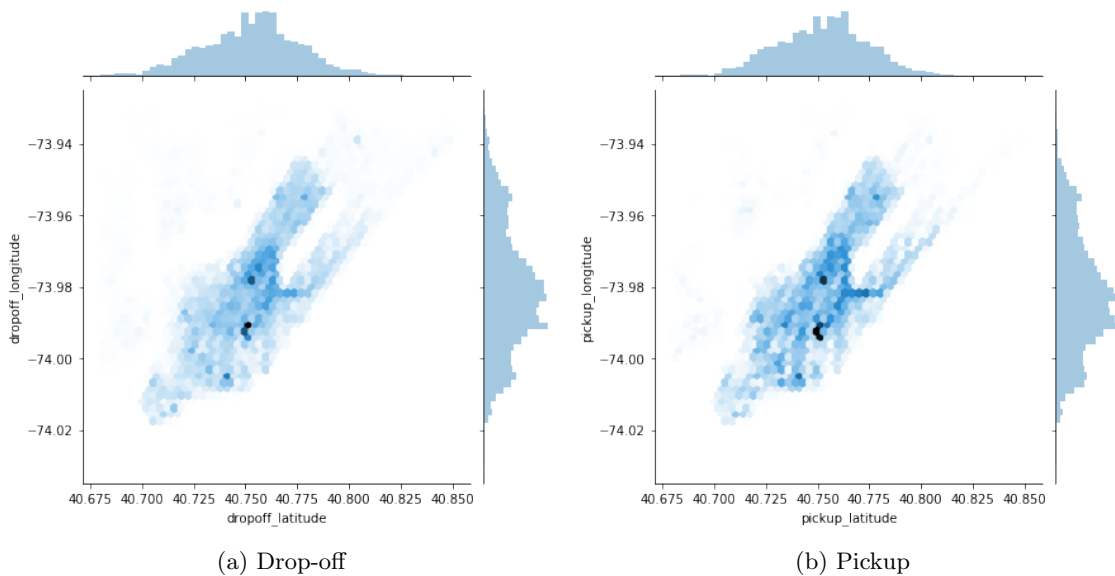 −73.94
−73.96
−73.98
−74.00
−74.02
dropoff_longitude
40.675 40.700 40.725 40.750 40.775 40.800 40.825 40.850
dropoff_latitude
(a) Drop-off
−73.94
−73.96
−73.98
−74.00
−74.02
pickup_longitude
40.675 40.700 40.725 40.750 40.775 40.800 40.825 40.850
pickup_latitude
(b) Pickup